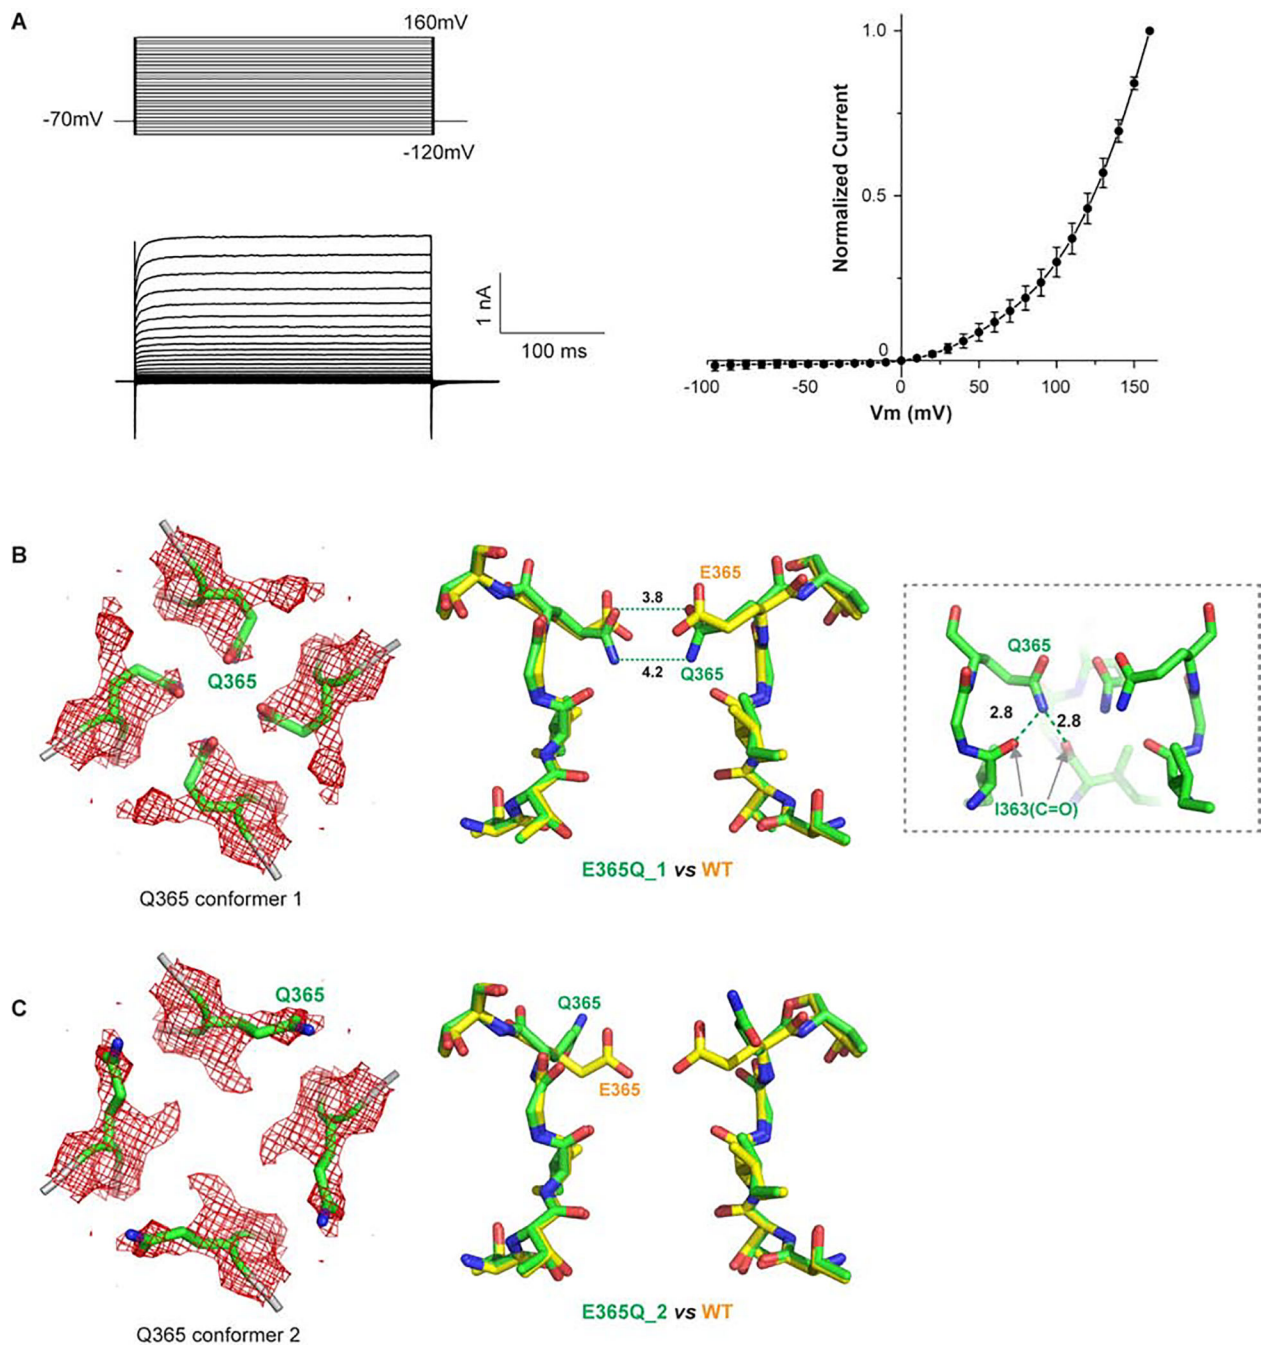 A
160mV
-70mV
-120mV
1 nA
100 ms
Normalized Current
1.0
0.5
0
-100
-50
0
50
100
150
Vm (mV)
B
Q365
Q365 conformer 1
E365
3.8
4.2
Q365
E365Q_1 vs WT
Q365
2.8
2.8
I363(C=O)
C
Q365
Q365 conformer 2
Q365
E365
E365Q_2 vs WT